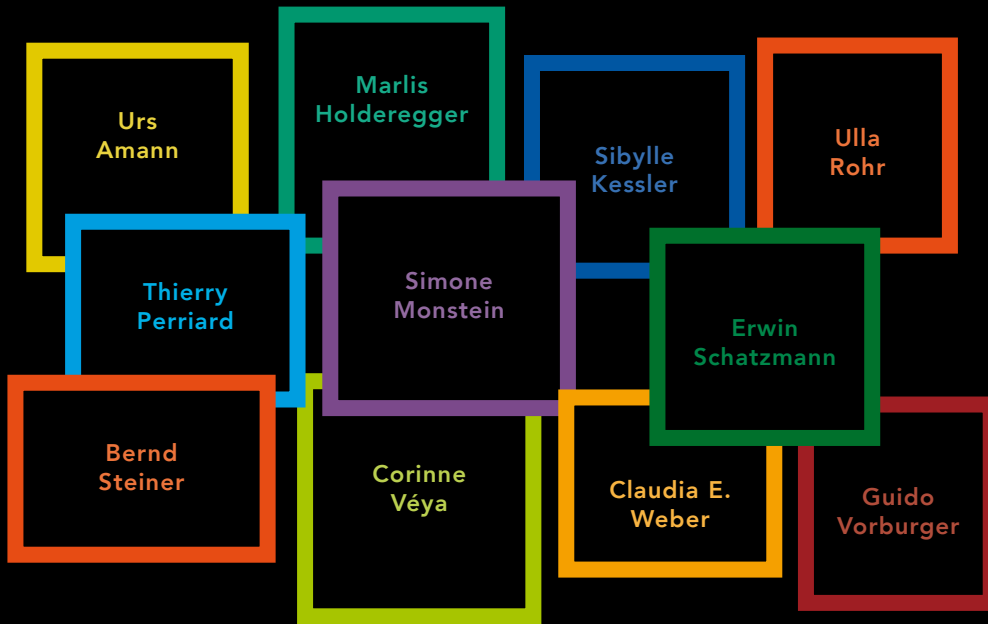 Urs
Amann
Marlis
Holderegger
Sibylle
Kessler
Ulla
Rohr
Thierry
Perriard
Simone
Monstein
Erwin
Schatzmann
Bernd
Steiner
Corinne
Véya
Claudia E.
Weber
Guido
Vorburger